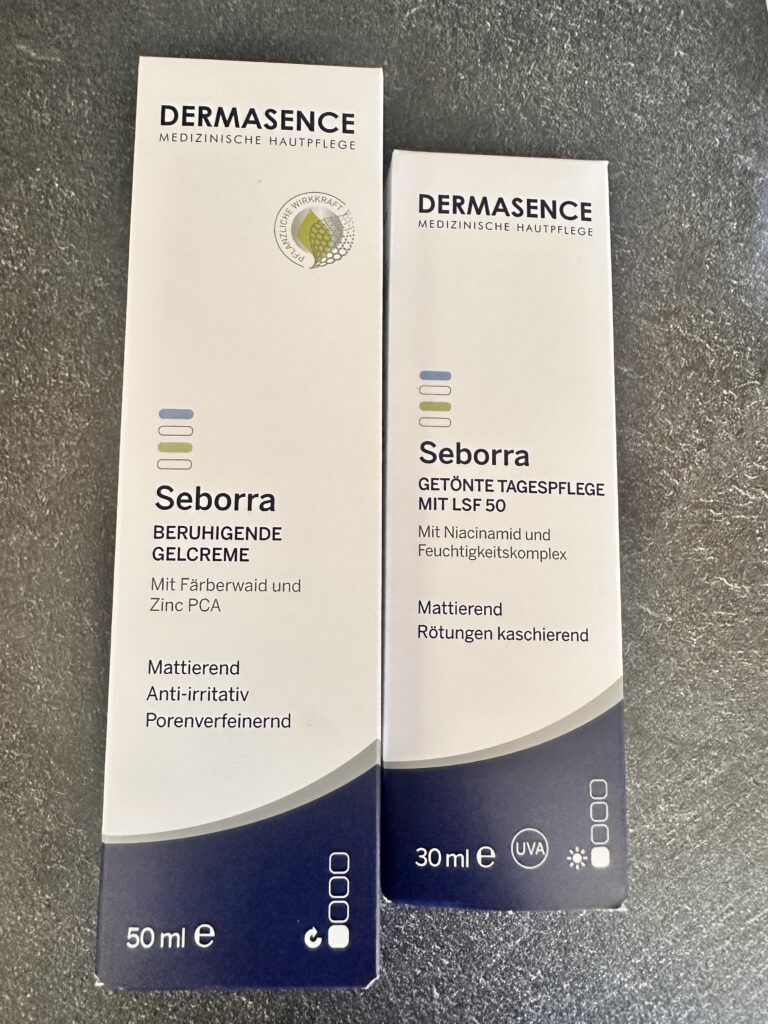 DERMASENCE
MEDIZINISCHE HAUTPFLEGE
PFLANZLICHE WIRKKRAFT
Seborra
BERUHIGENDE
GELCREME
Mit Färberwaid und
Zinc PCA
Mattierend
Anti-irritativ
Porenverfeinernd
50 ml e
DERMASENCE
MEDIZINISCHE HAUTPFLEGE
Seborra
GETÖNTE TAGESPFLEGE
MIT LSF 50
Mit Niacinamid und
Feuchtigkeitskomplex
Mattierend
Rötungen kaschierend
30 ml e
UVA